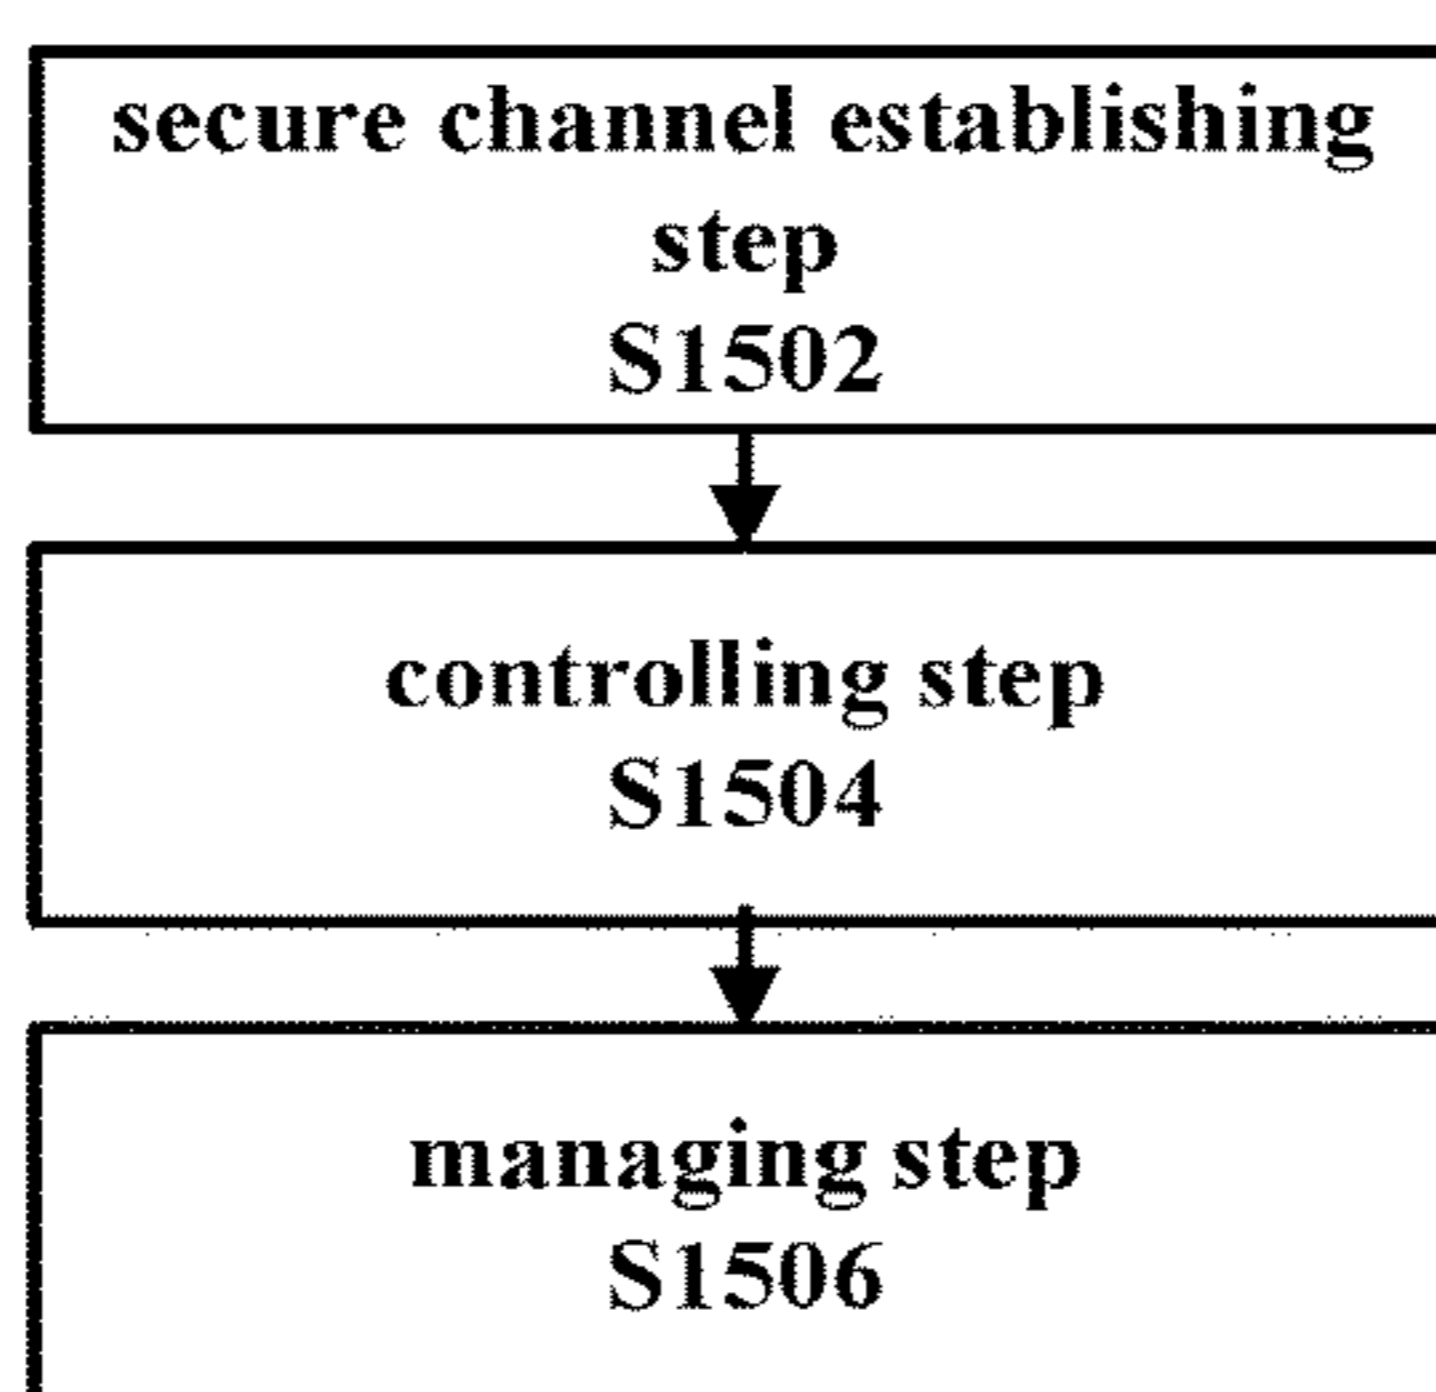 secure channel establishing
step
S1502
controlling step
S1504
managing step
S1506